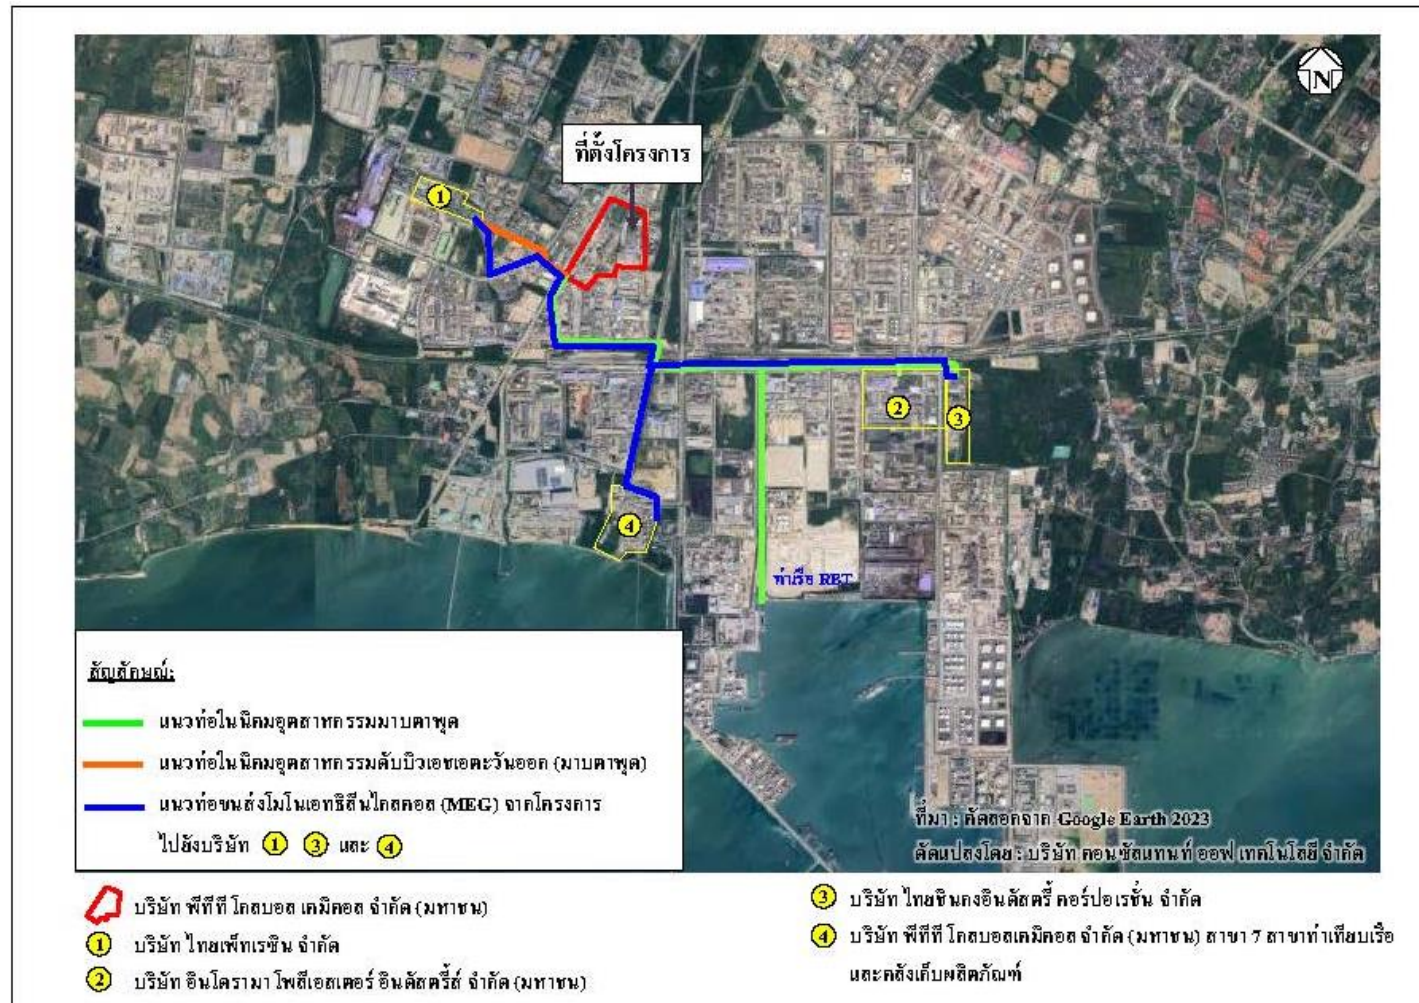 N
ที่ตั้งโครงการ
1
2
3
4
ท่าเรือ RBT
สัญลักษณ์:
แนวท่อในนิคมอุตสาหกรรมมาบตาพุด
แนวท่อในนิคมอุตสาหกรรมดับบิวเอชเอตะวันออก (มาบตาพุด)
แนวท่อขนส่งโมโนเอทธิลีนไกลคอล (MEG) จากโครงการ
ไปยังบริษัท 1 3 และ 4
ที่มา : คัดลอกจาก Google Earth 2023
ดัดแปลงโดย : บริษัท คอนซัลแทนท์ ออฟ เทคโนโลยี จำกัด
บริษัท พีทีที โกลบอล เคมิคอล จำกัด (มหาชน)
1 บริษัท ไทยเพ็ทเรซิน จำกัด
2 บริษัท อินโดรามา โพลีเอสเตอร์ อินดัสตรี้ส์ จำกัด (มหาชน)
3 บริษัท ไทยชินกงอินดัสตรี้ คอร์ปอเรชั่น จำกัด
4 บริษัท พีทีที โกลบอลเคมิคอล จำกัด (มหาชน) สาขา 7 สาขาท่าเทียบเรือ
และคลังเก็บผลิตภัณฑ์